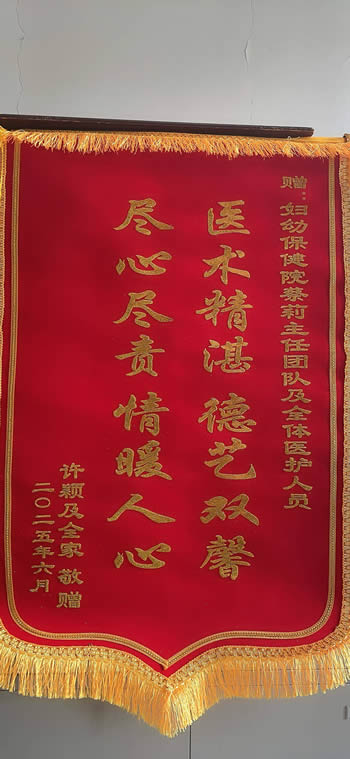 赠：妇幼保健院蔡莉主任团队及全体医护人员
医术精湛 德艺双馨
尽心尽责 情暖人心
许颖及全家 敬赠
二〇二五年六月